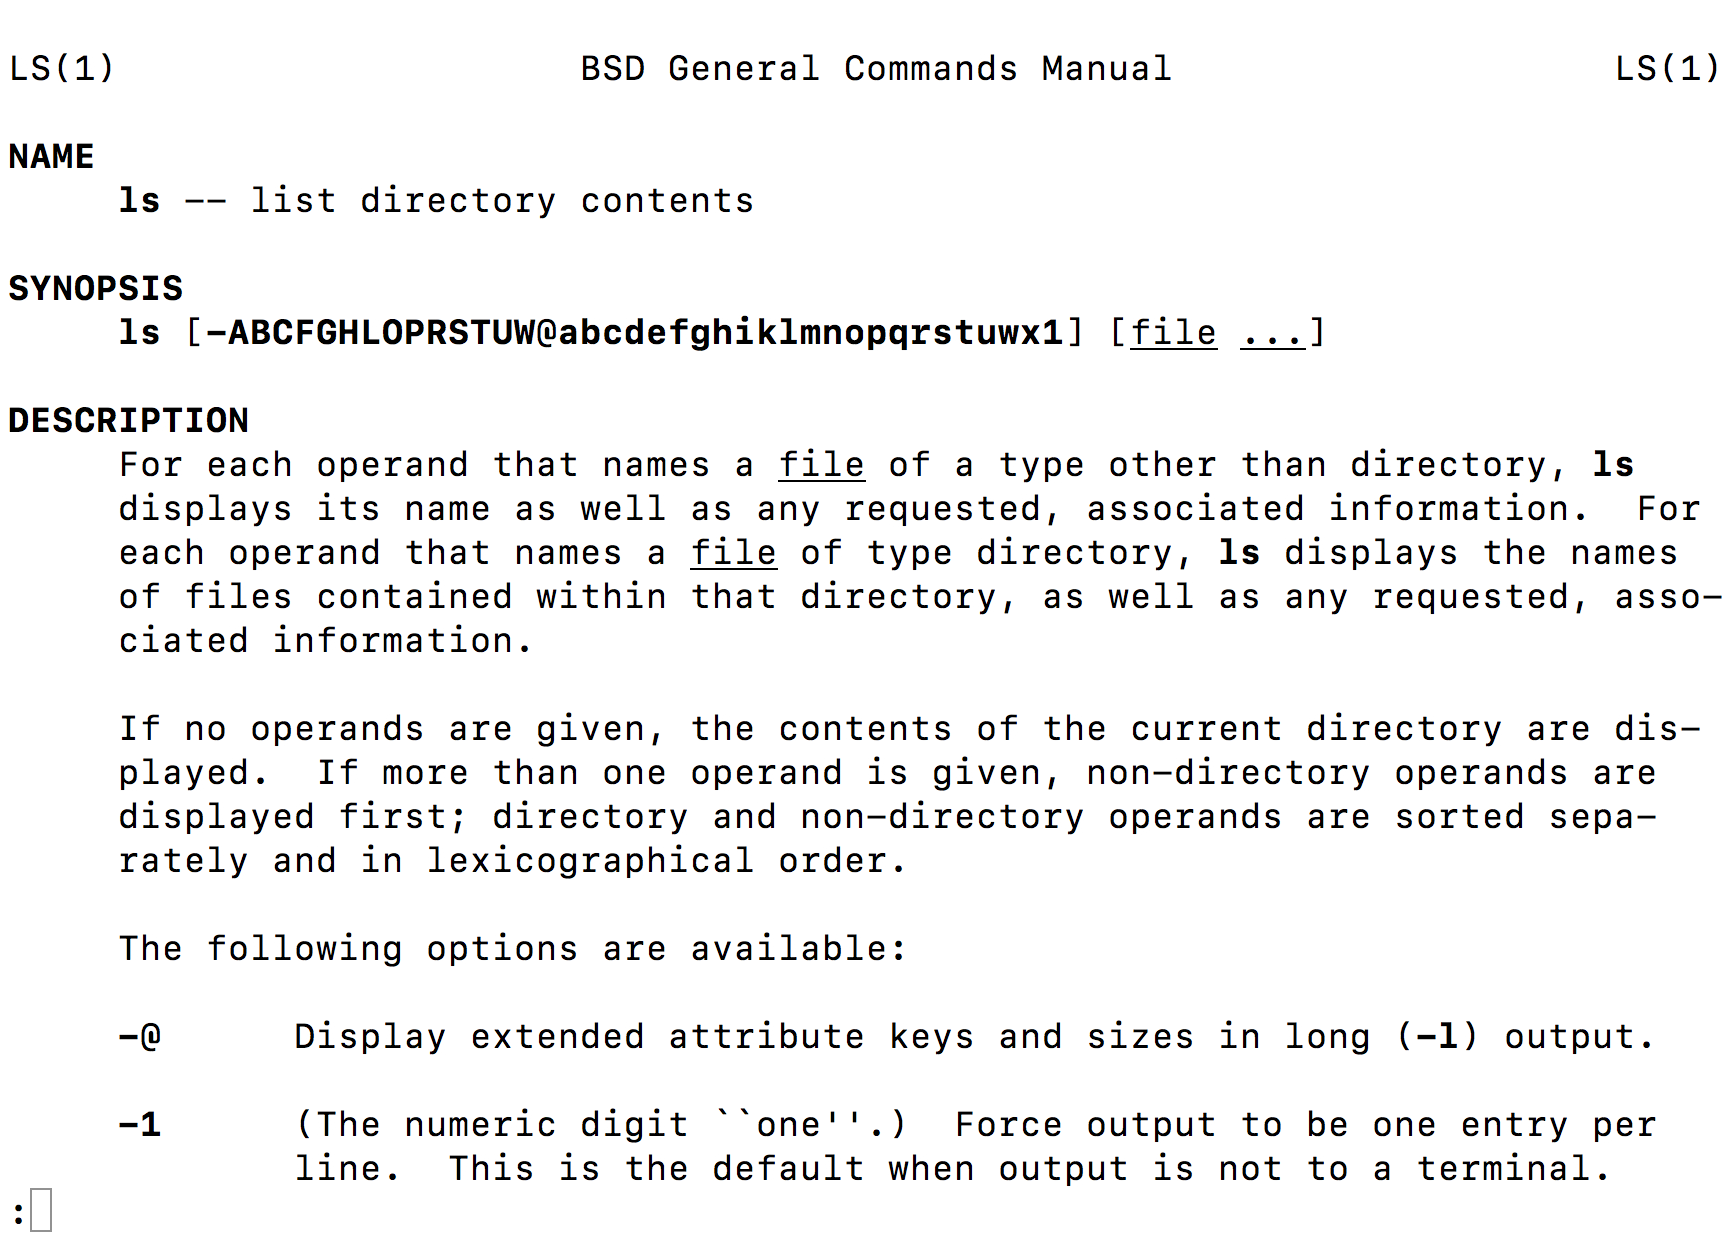 LS(1)                     BSD General Commands Manual                    LS(1)
NAME
     ls -- list directory contents
SYNOPSIS
     ls [-ABCFGHLOPRSTUW@abcdefghiklmnopqrstuwx1] [file ...]
DESCRIPTION
     For each operand that names a file of a type other than directory, ls
     displays its name as well as any requested, associated information.  For
     each operand that names a file of type directory, ls displays the names
     of files contained within that directory, as well as any requested, asso-
     ciated information.
     If no operands are given, the contents of the current directory are dis-
     played.  If more than one operand is given, non-directory operands are
     displayed first; directory and non-directory operands are sorted sepa-
     rately and in lexicographical order.
     The following options are available:
     -@      Display extended attribute keys and sizes in long (-l) output.
     -1      (The numeric digit ``one''.)  Force output to be one entry per
             line.  This is the default when output is not to a terminal.
: